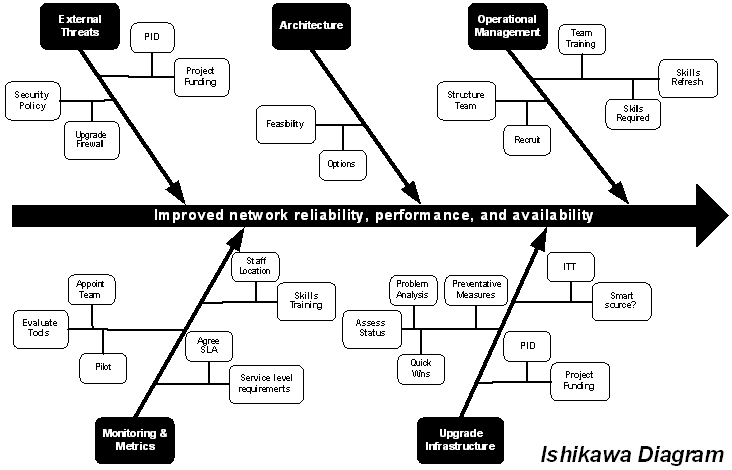 External
Threats
Architecture
Operational
Management
PID
Project
Funding
Security
Policy
Upgrade
Firewall
Feasibility
Options
Team
Training
Skills
Refresh
Structure
Team
Skills
Required
Recruit
Improved network reliability, performance, and availability
Staff
Location
Skills
Training
Appoint
Team
Evaluate
Tools
Pilot
Agree
SLA
Service level
requirements
Problem
Analysis
Preventative
Measures
Assess
Status
Quick
Wins
ITT
Smart
source?
PID
Project
Funding
Monitoring &
Metrics
Upgrade
Infrastructure
Ishikawa Diagram